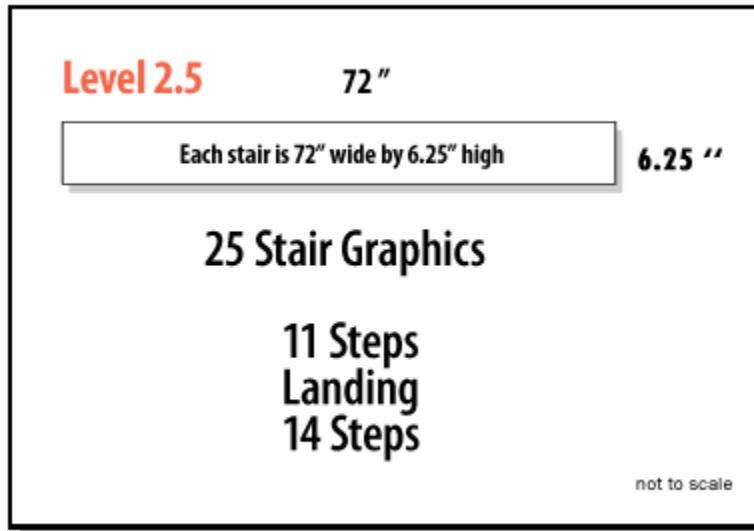 Level 2.5
72 "
Each stair is 72" wide by 6.25" high
6.25 ‘‘
25 Stair Graphics
11 Steps
Landing
14 Steps
not to scale